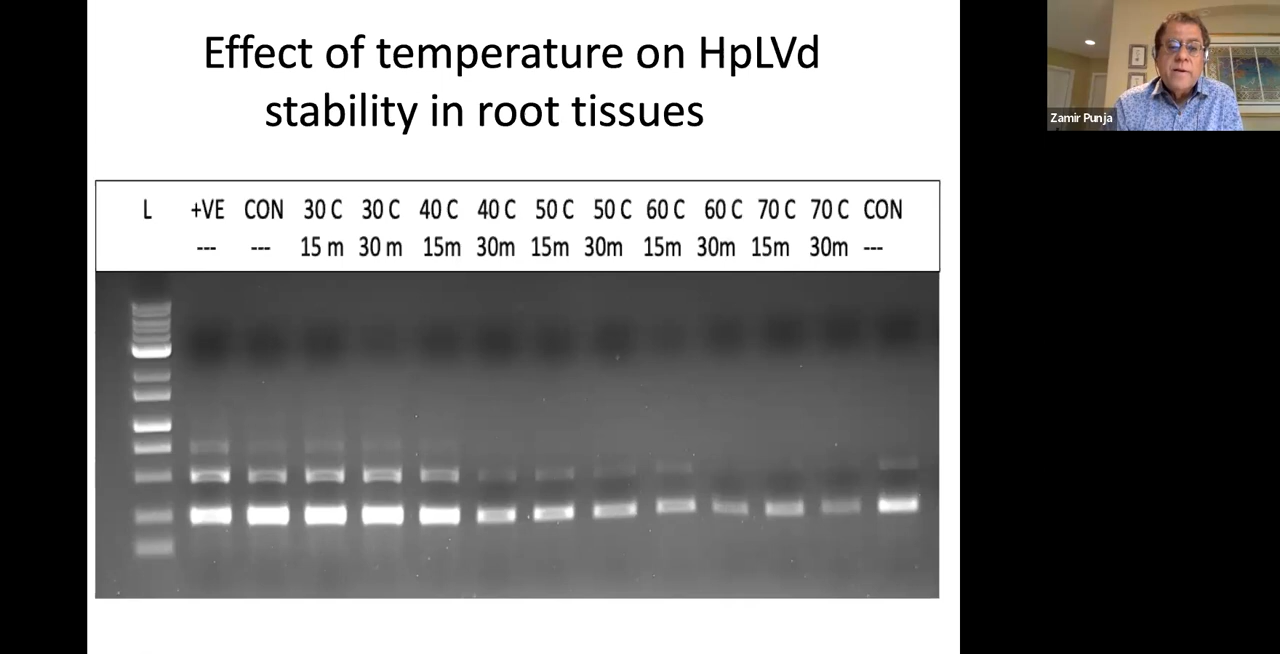 Effect of temperature on HpLVd
stability in root tissues
L +VE CON 30 C 30 C 40 C 40 C 50 C 50 C 60 C 60 C 70 C 70 C CON
--- --- 15 m 30 m 15m 30m 15m 30m 15m 30m 15m 30m ---
Zamir Punja